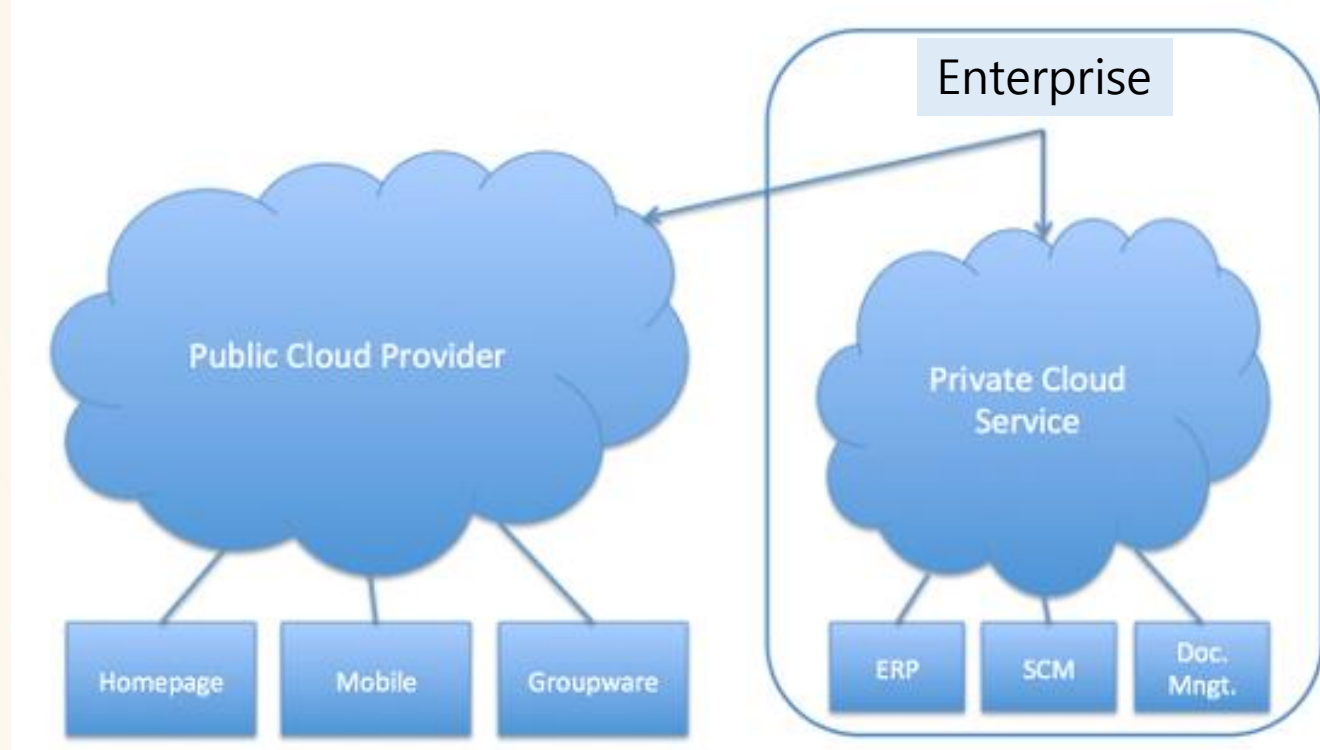 Enterprise
Public Cloud Provider
Private Cloud
Service
Homepage
Mobile
Groupware
ERP
SCM
Doc.
Mngt.